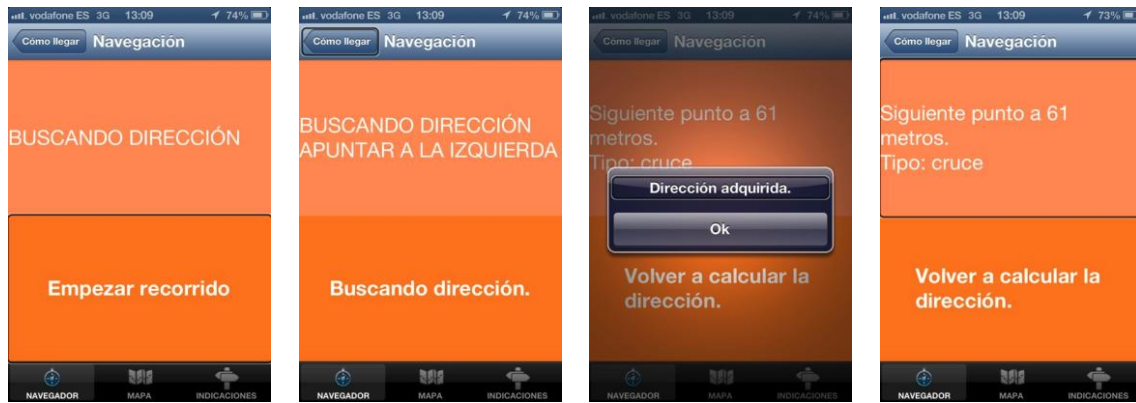 vodafone ES 3G 13:09 74%
Cómo llegar Navegación
BUSCANDO DIRECCIÓN
Empezar recorrido
NAVEGADOR MAPA INDICACIONES
vodafone ES 3G 13:09 74%
Cómo llegar Navegación
BUSCANDO DIRECCIÓN
APUNTAR A LA IZQUIERDA
Buscando dirección.
NAVEGADOR MAPA INDICACIONES
vodafone ES 3G 13:09 74%
Cómo llegar Navegación
Siguiente punto a 61
metros.
Tipo: cruce
Dirección adquirida.
Ok
Volver a calcular la
dirección.
NAVEGADOR MAPA INDICACIONES
vodafone ES 3G 13:09 73%
Cómo llegar Navegación
Siguiente punto a 61
metros.
Tipo: cruce
Volver a calcular la
dirección.
NAVEGADOR MAPA INDICACIONES